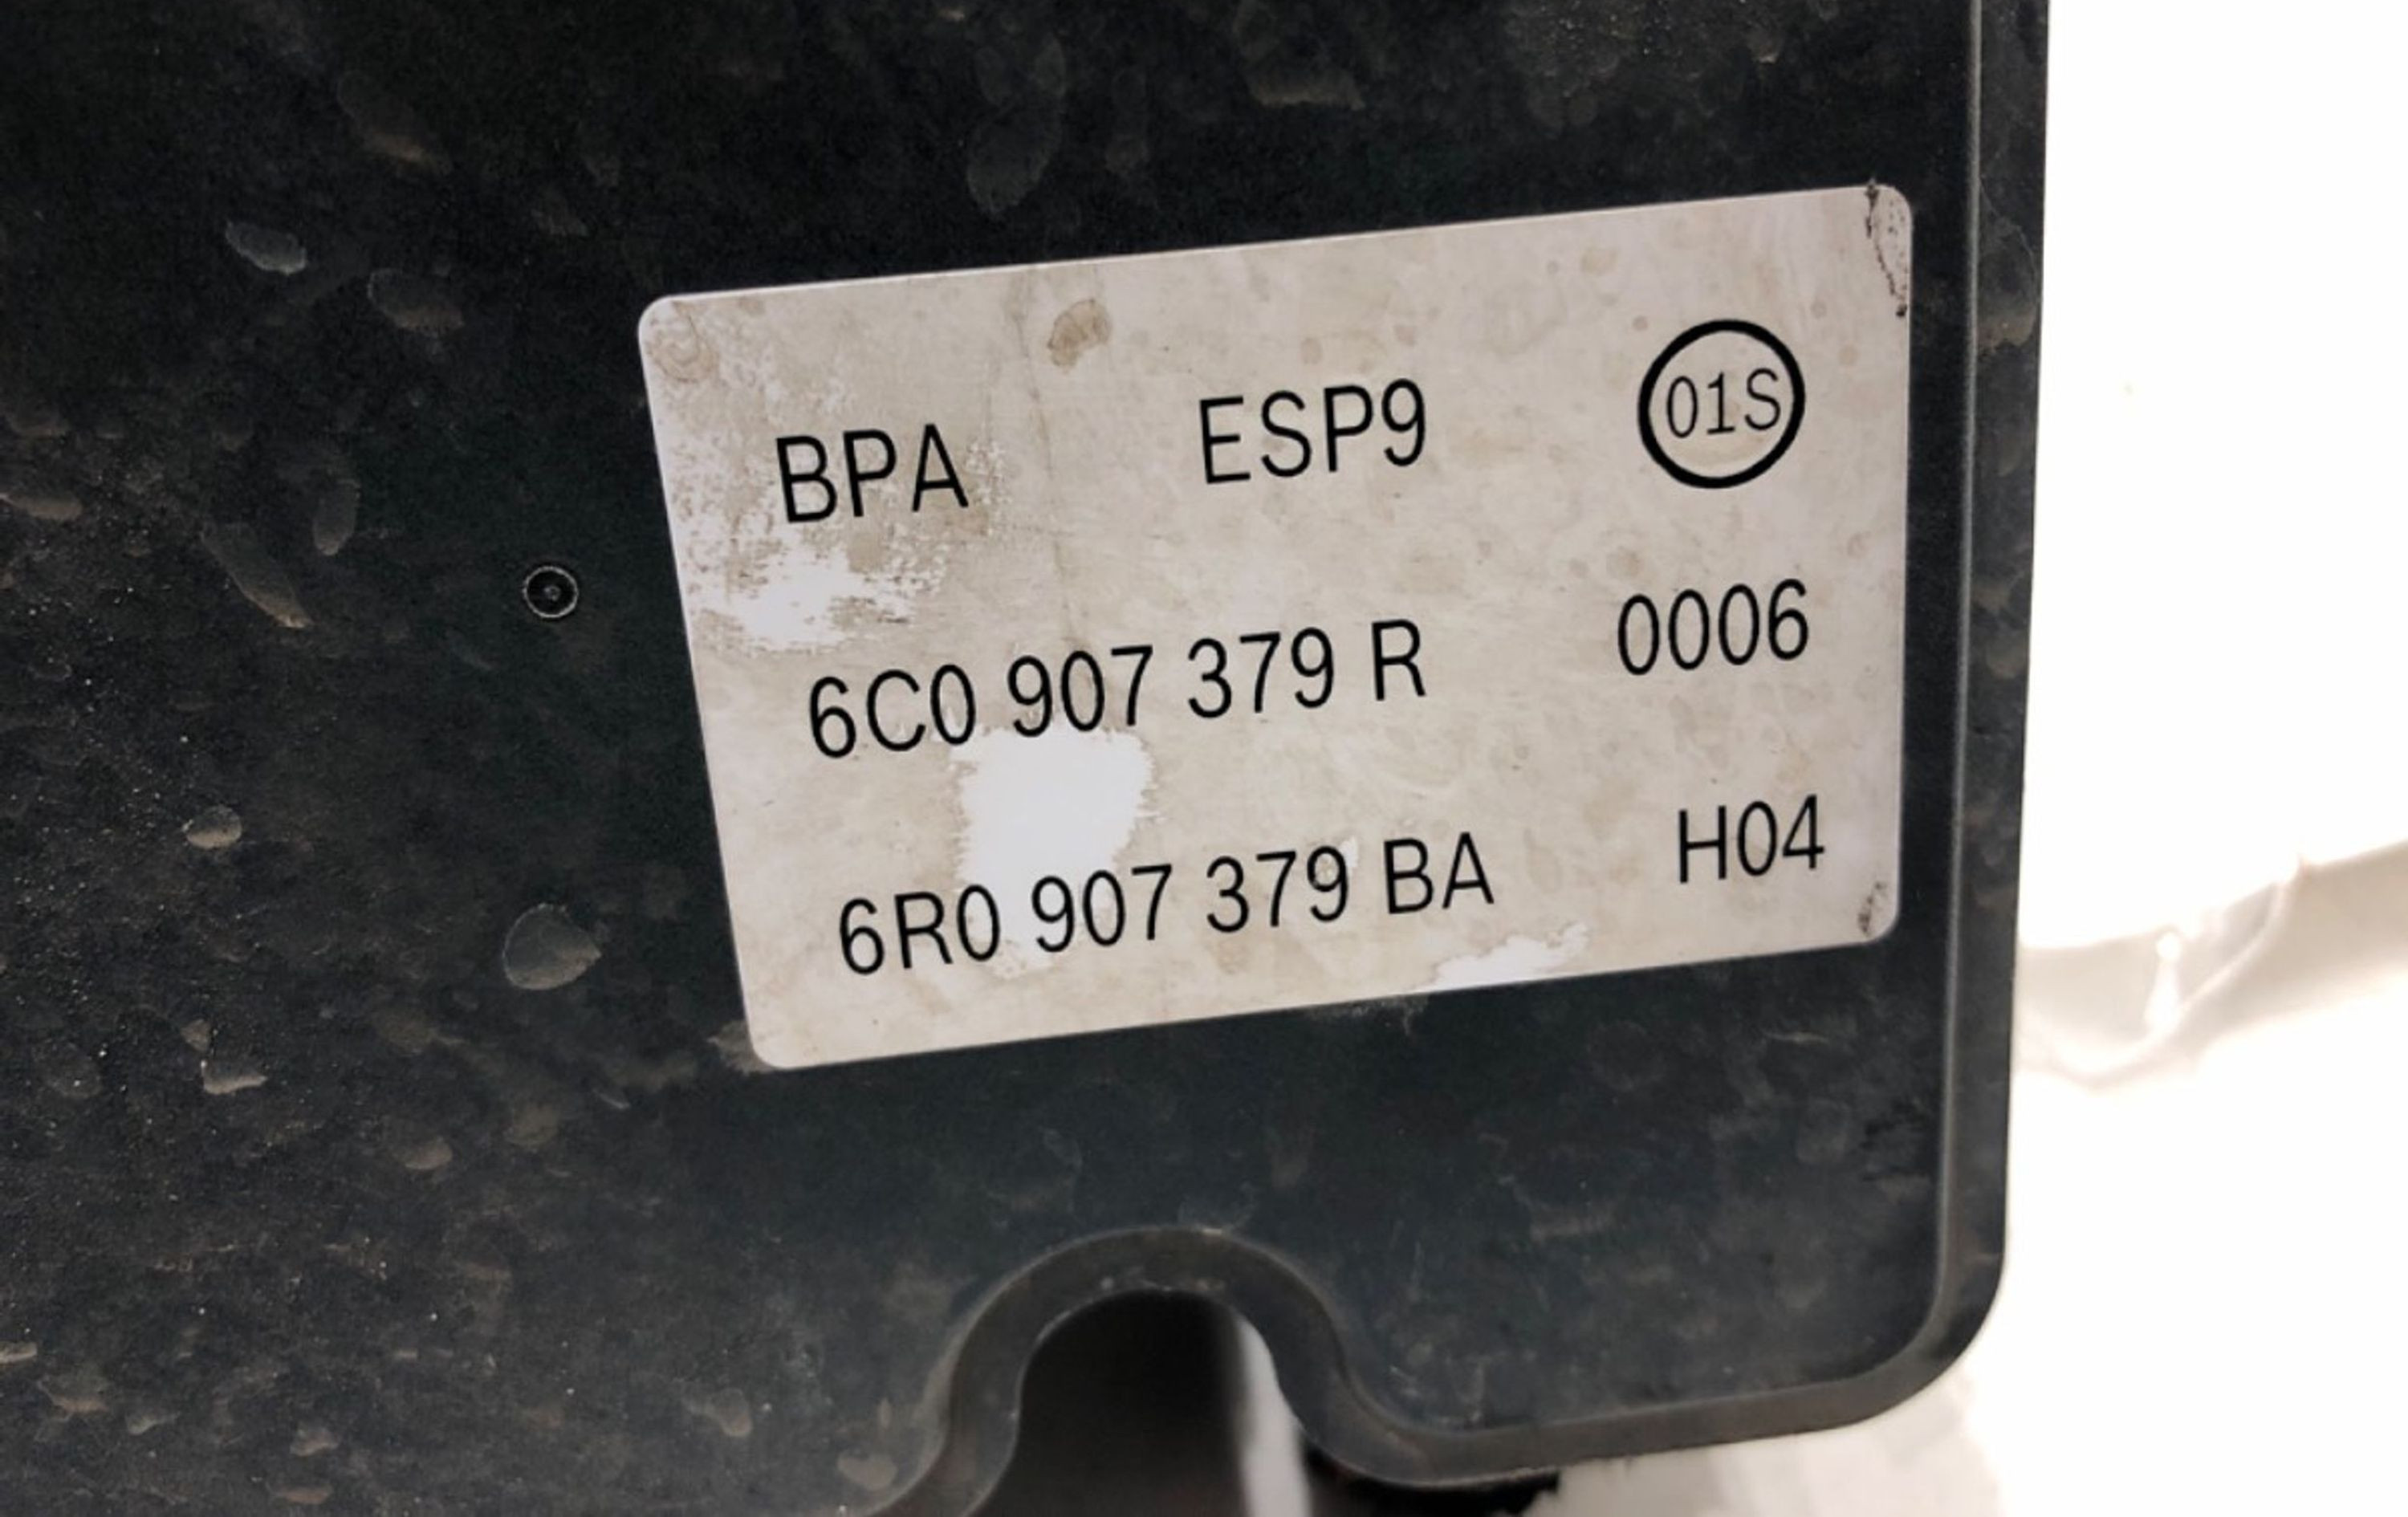 BPA ESP9 01S
6C0 907 379 R 0006
6R0 907 379 BA H04